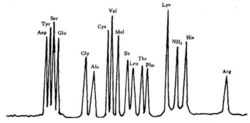 Asp
Tyr
Ser
Glu
Gly
Ala
Cys
Val
Met
Ile
Leu
Thr
Phe
Lys
NH₃
His
Arg